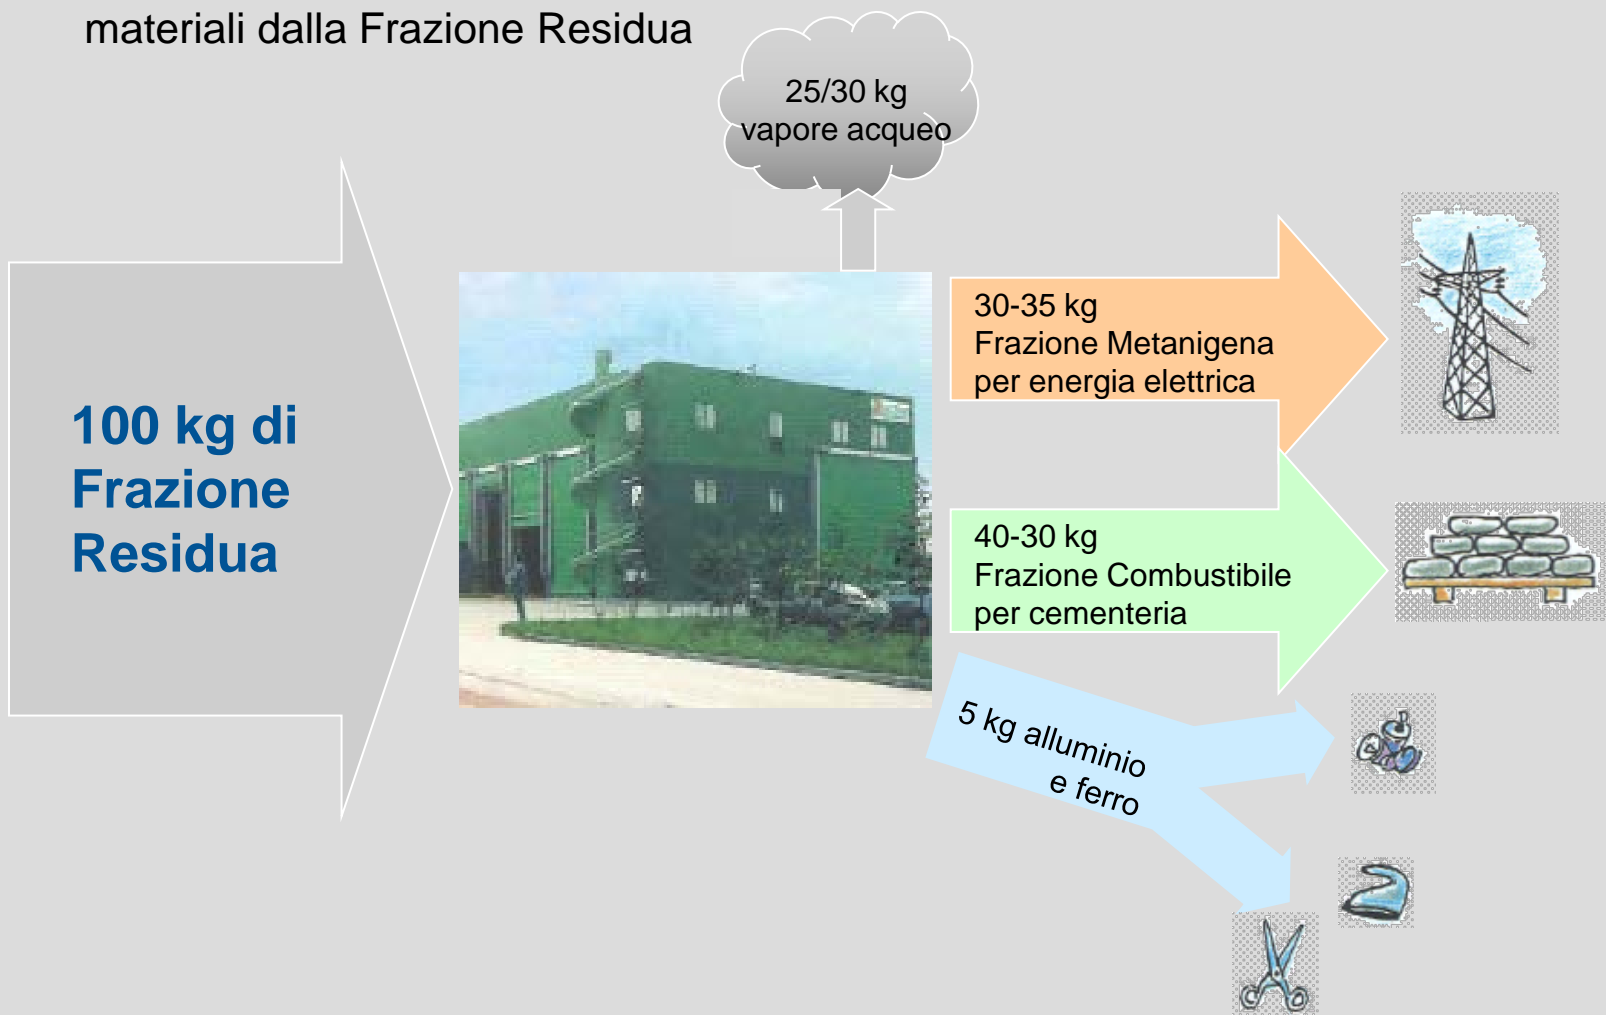 materiali dalla Frazione Residua
25/30 kg
vapore acqueo
100 kg di
Frazione
Residua
30-35 kg
Frazione Metanigena
per energia elettrica
40-30 kg
Frazione Combustibile
per cementeria
5 kg alluminio
e ferro